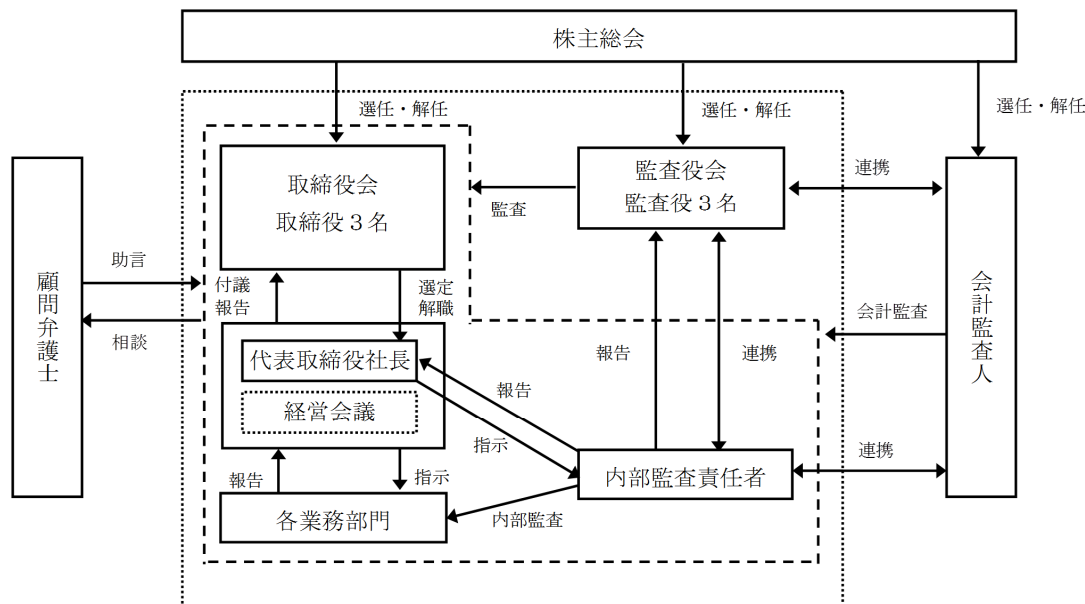 株主総会
選任・解任
選任・解任
選任・解任
取締役会
取締役３名
監査役会
監査役３名
監査
連携
顧問弁護士
助言
相談
付議
報告
選定
解職
代表取締役社長
経営会議
報告
指示
報告
連携
会計監査
会計監査人
報告
指示
内部監査責任者
連携
各業務部門
内部監査